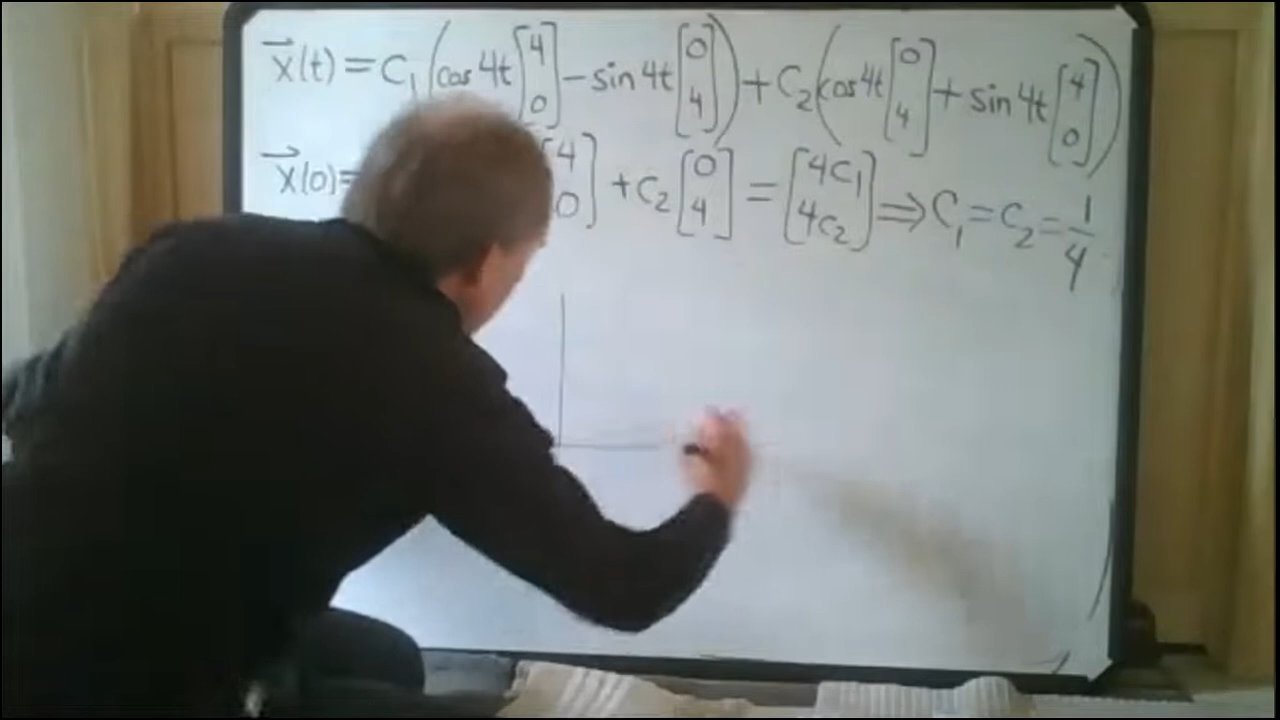 x⃗(t) = C₁(cos 4t [4 0] − sin 4t [0 4]) + C₂(cos 4t [0 4] + sin 4t [4 0])
x⃗(0) = [4 0] + C₂ [0 4] = [4C₁ 4C₂] ⇒ C₁ = C₂ = 1/4